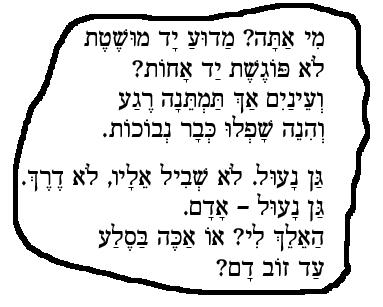 מִי אַתָּה? מַדּוּעַ יָד מוּשֶׁטֶת
לֹא פּוֹגֶשֶׁת יַד אָחוֹת?
וְעֵינַיִם אַךְ תַּמְתֵּנָּה רֶגַע
וְהִנֵּה שָׁפְלוּ כְּבָר נְבוֹכוֹת.
גַּן נָעוּל. לֹא שְׁבִיל אֵלָיו, לֹא דֶרֶךְ.
גַּן נָעוּל – אָדָם.
הַאֵלֵךְ לִי? אוֹ אַכֶּה בַּסֶּלַע
עַד זוֹב דָּם?